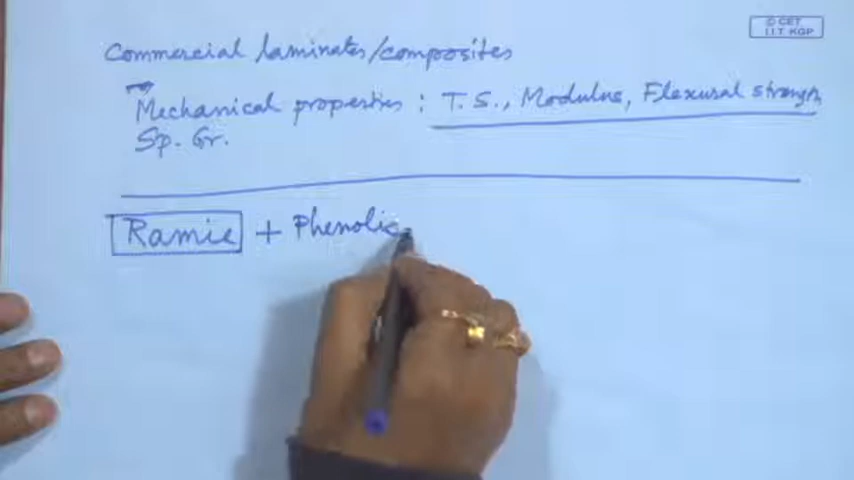 © CET
I.I.T. KGP
Commercial laminates/composites
Mechanical properties : T.S., Modulus, Flexural strength,
Sp. Gr.
Ramie + Phenolic